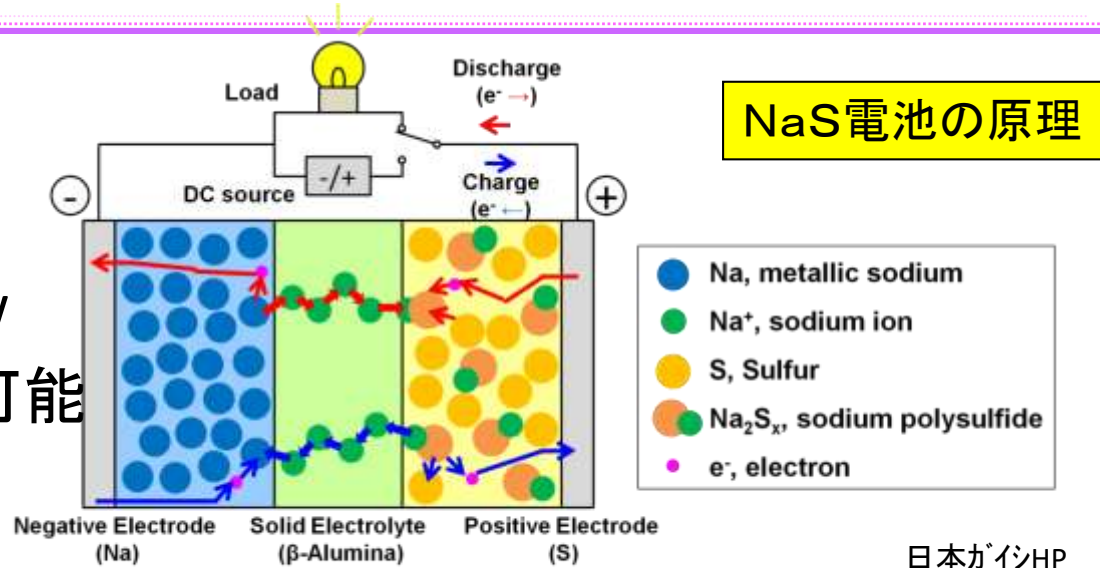 NaS電池の原理
Load
Discharge
(e⁻ →)
-/+
DC source
Charge
(e⁻ ←)
-
+
可能
Na, metallic sodium
Na⁺, sodium ion
S, Sulfur
Na₂Sₓ, sodium polysulfide
e⁻, electron
Negative Electrode
(Na)
Solid Electrolyte
(β-Alumina)
Positive Electrode
(S)
日本ガイシHP